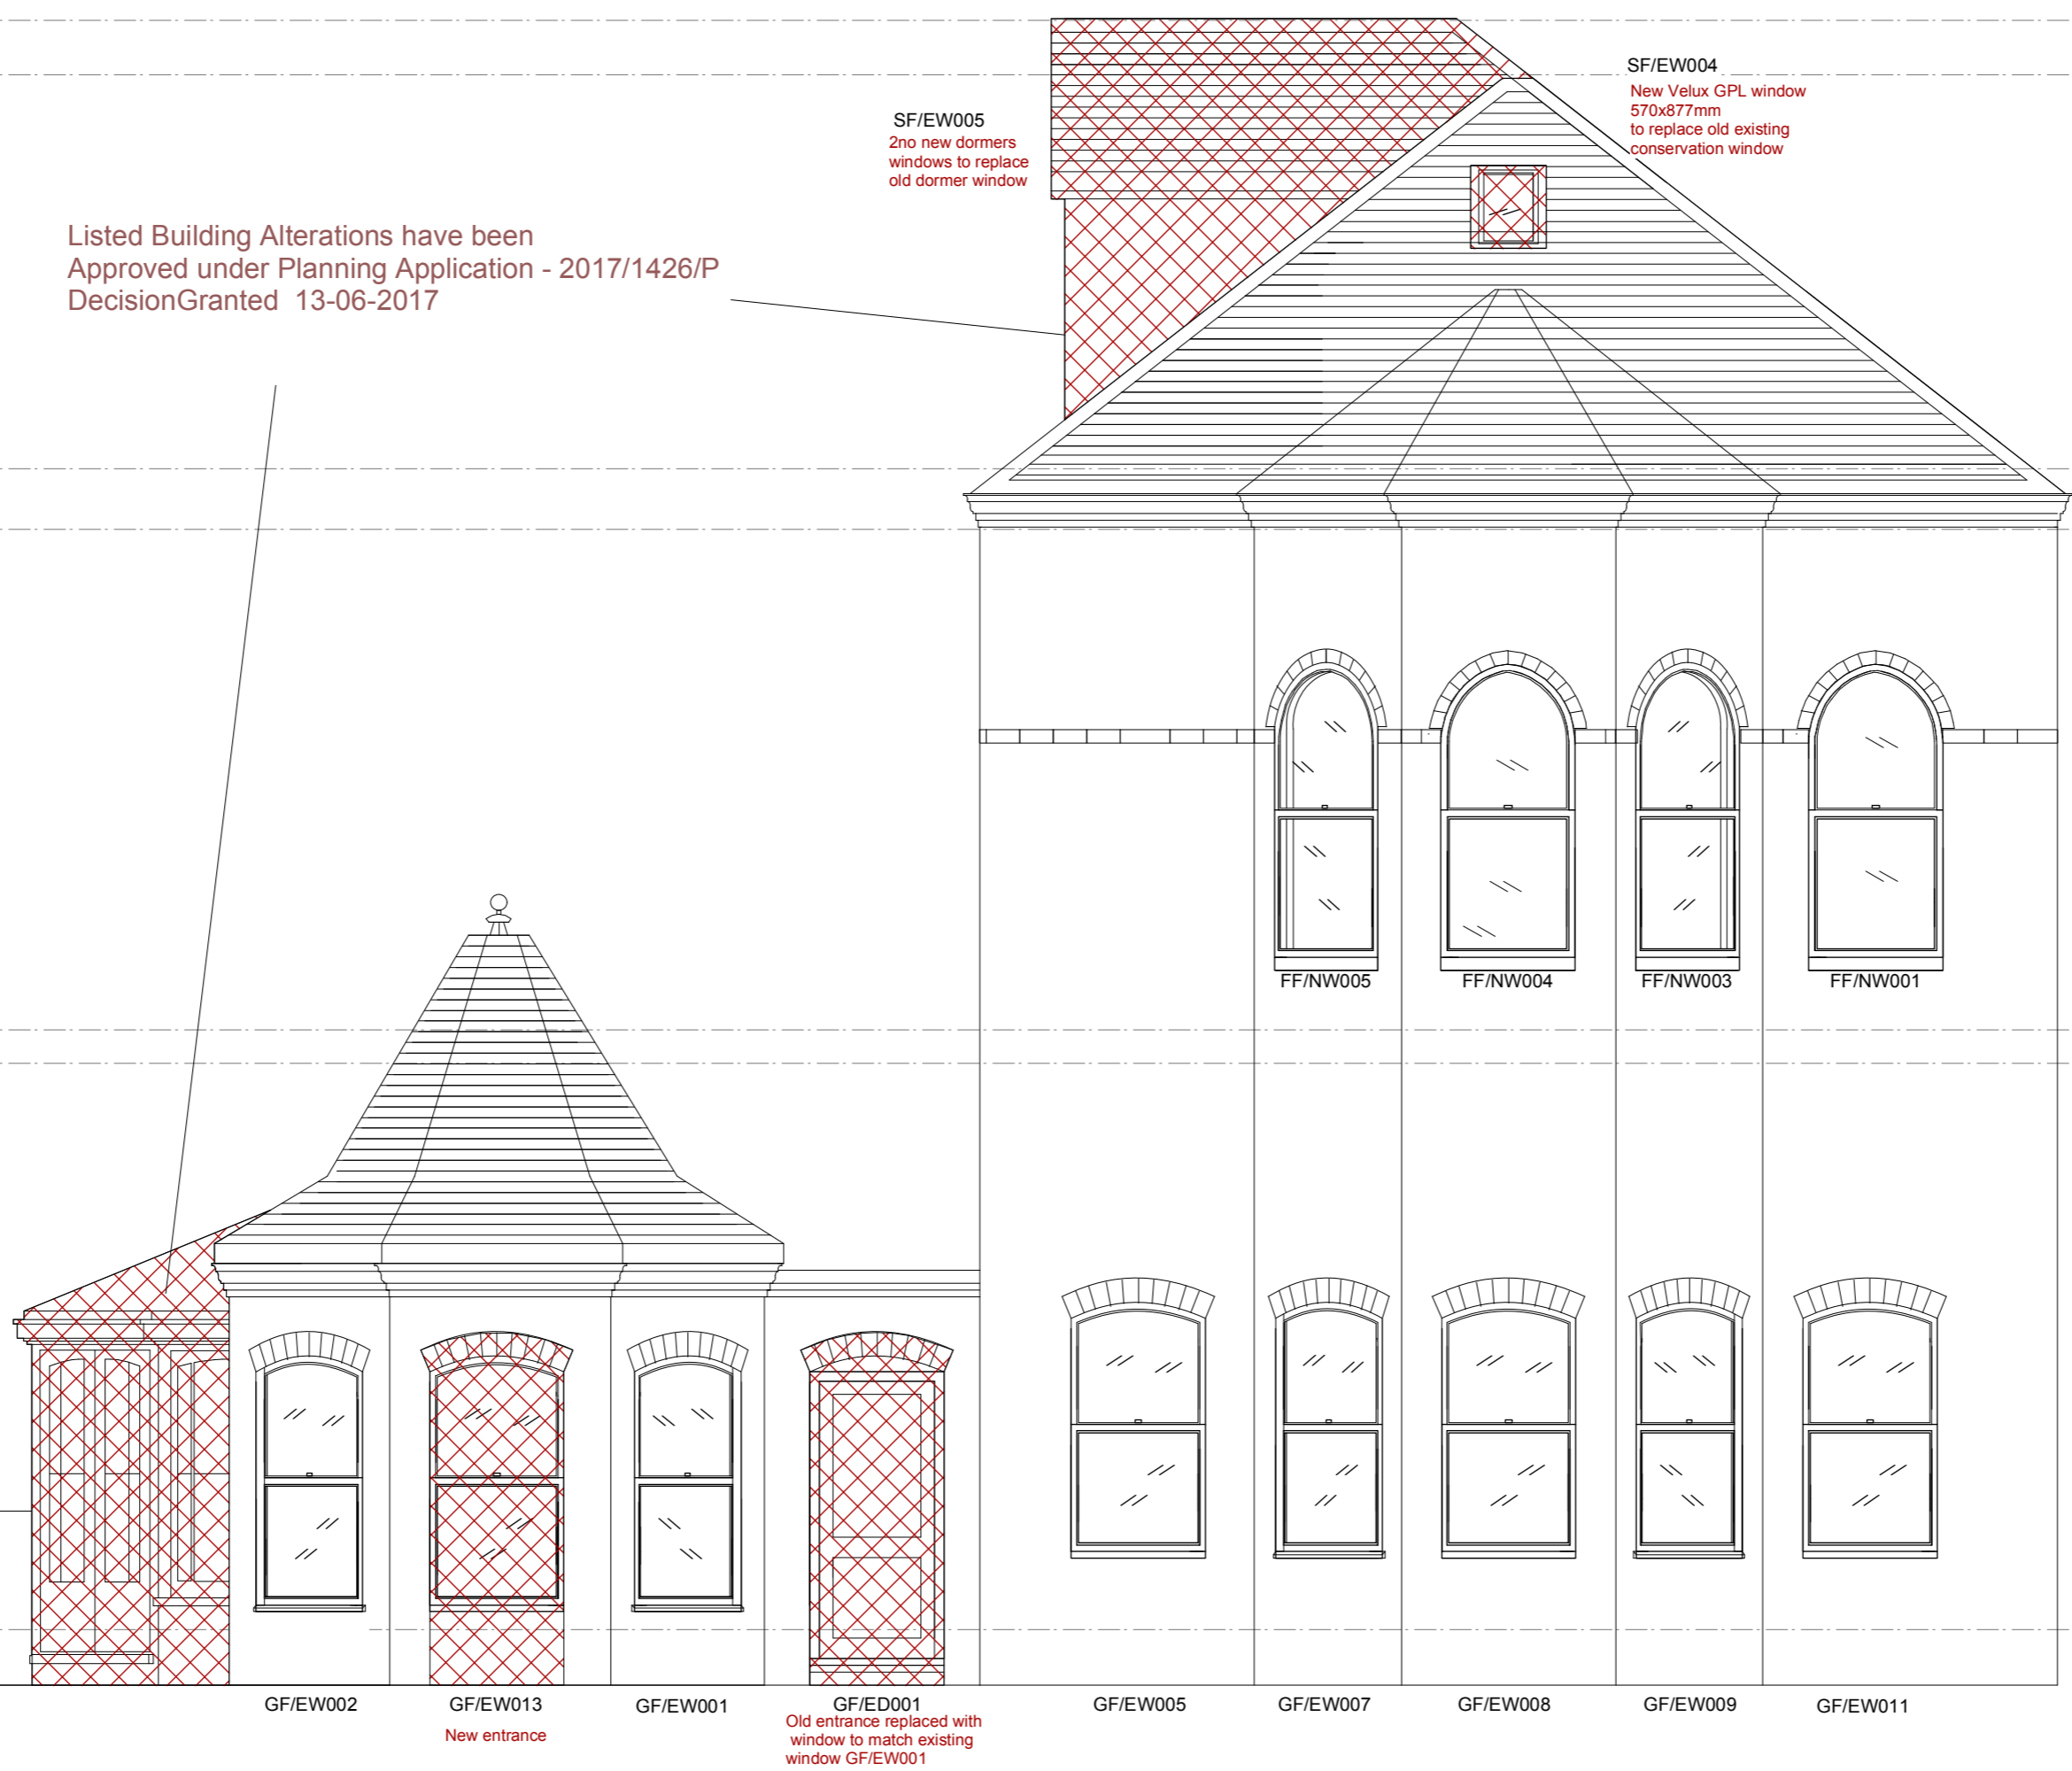 SF/EW004
New Velux GPL window
570x877mm
to replace old existing
conservation window
SF/EW005
2no new dormers
windows to replace
old dormer window
Listed Building Alterations have been
Approved under Planning Application - 2017/1426/P
DecisionGranted 13-06-2017
FF/NW005
FF/NW004
FF/NW003
FF/NW001
GF/EW002
GF/EW013
New entrance
GF/EW001
GF/ED001
Old entrance replaced with
window to match existing
window GF/EW001
GF/EW005
GF/EW007
GF/EW008
GF/EW009
GF/EW011